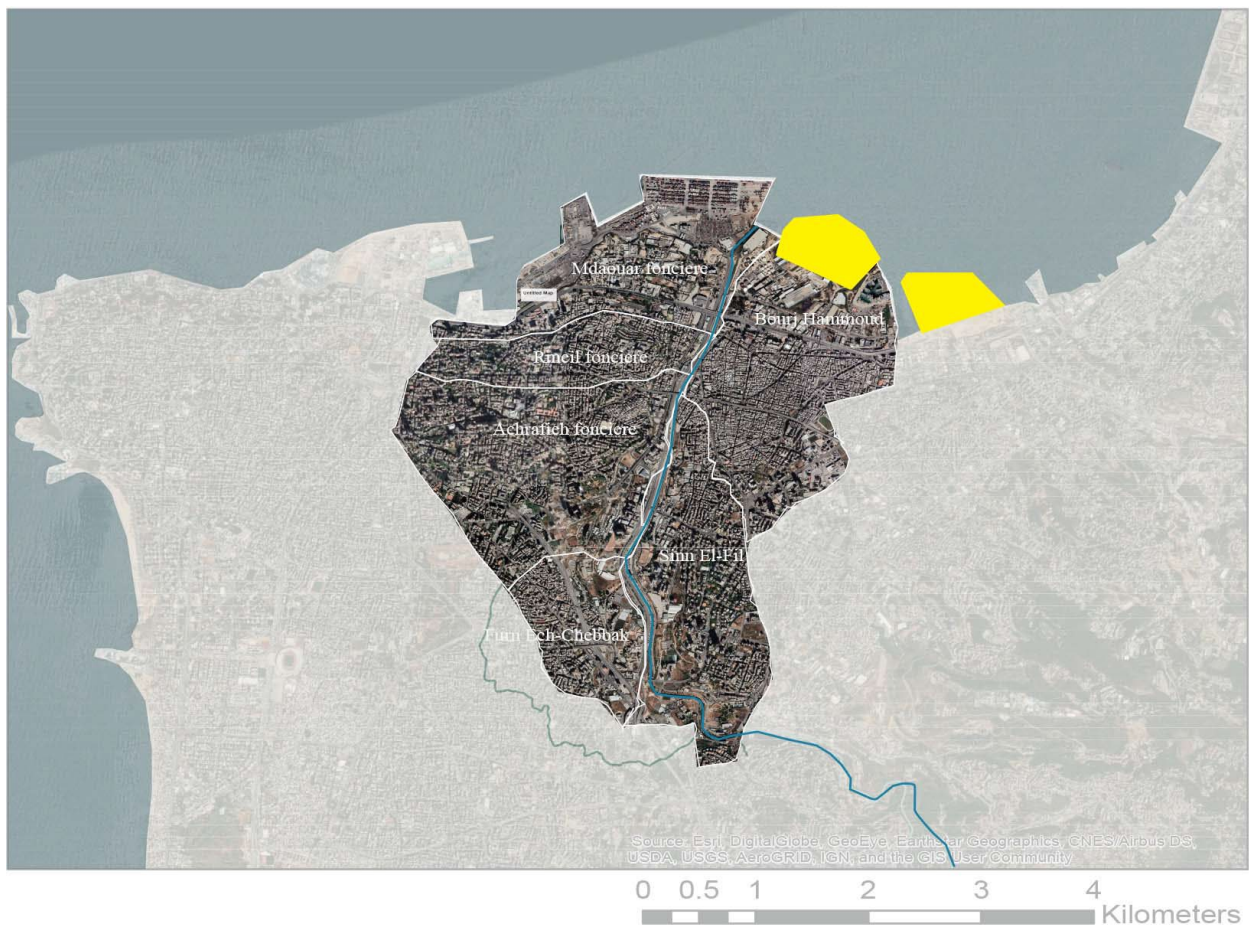 Mdaouar fonciere
Untitled Map
Bourj Hammoud
Rmeil fonciere
Achrafieh fonciere
Sinn El-Fil
Furn Ech-Chebbak
Source: Esri, DigitalGlobe, GeoEye, Earthstar Geographics, CNES/Airbus DS,
USDA, USGS, AeroGRID, IGN, and the GIS User Community
0 0.5 1 2 3 4
Kilometers